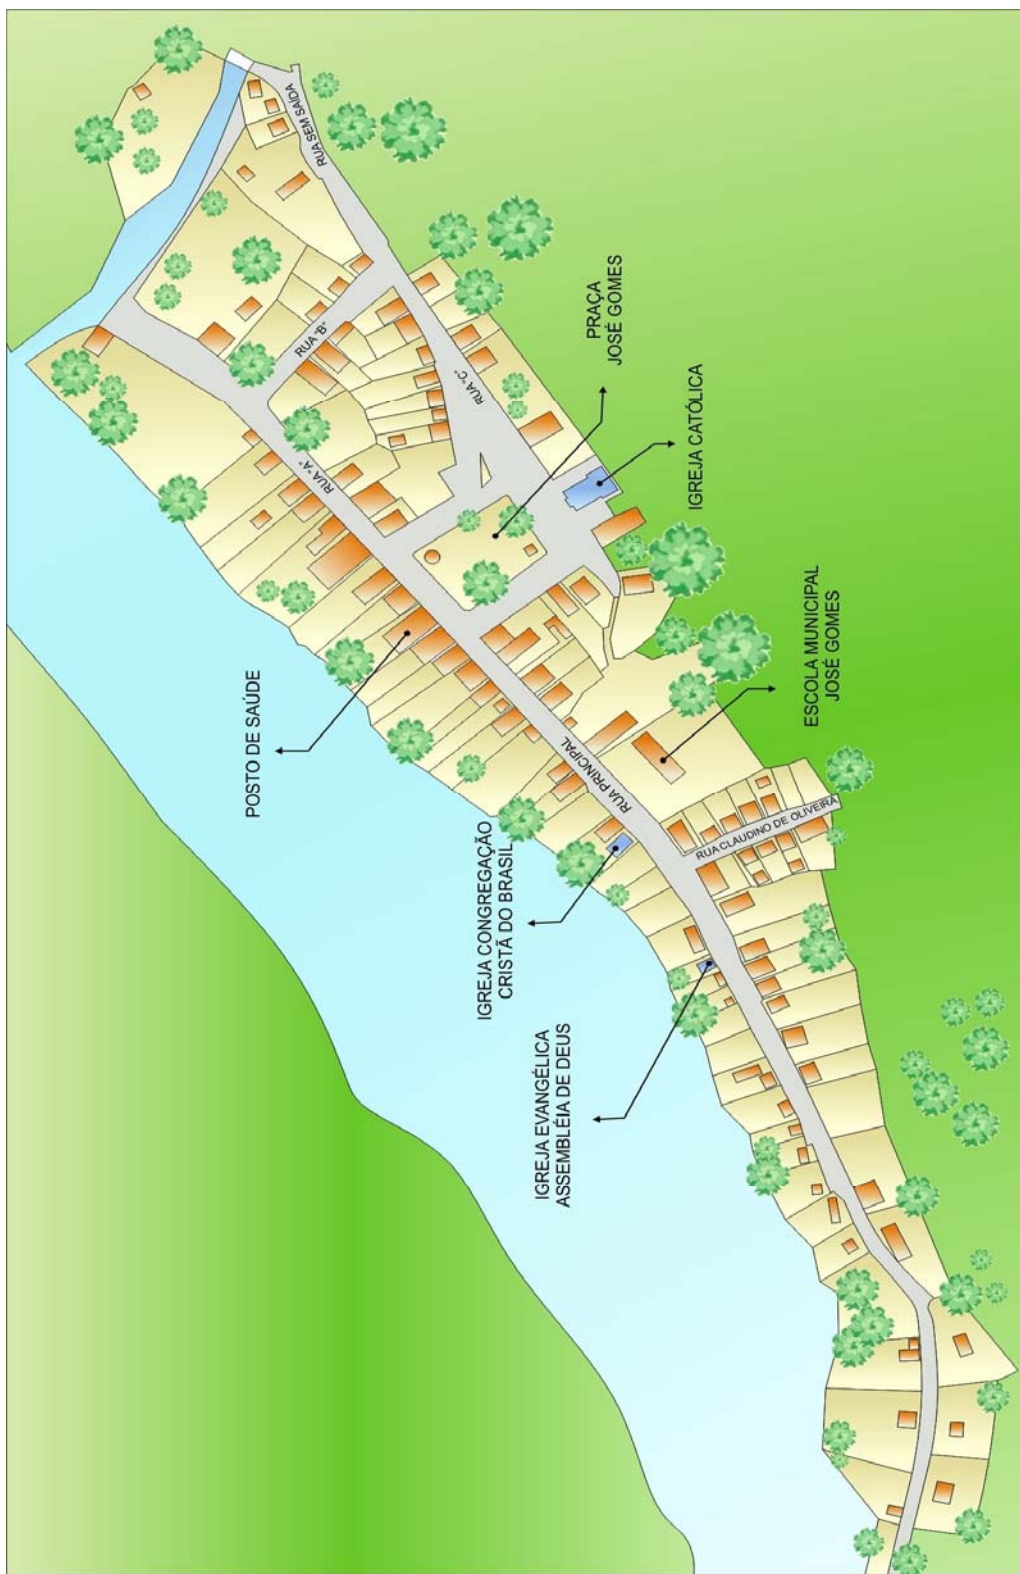 RUA SEM SAÍDA
RUA "B"
RUA "C"
RUA "A"
PRAÇA
JOSÉ GOMES
IGREJA CATÓLICA
POSTO DE SAÚDE
ESCOLA MUNICIPAL
JOSÉ GOMES
RUA PRINCIPAL
RUA CLAUDINO DE OLIVEIRA
IGREJA CONGREGAÇÃO
CRISTÃ DO BRASIL
IGREJA EVANGÉLICA
ASSEMBLÉIA DE DEUS